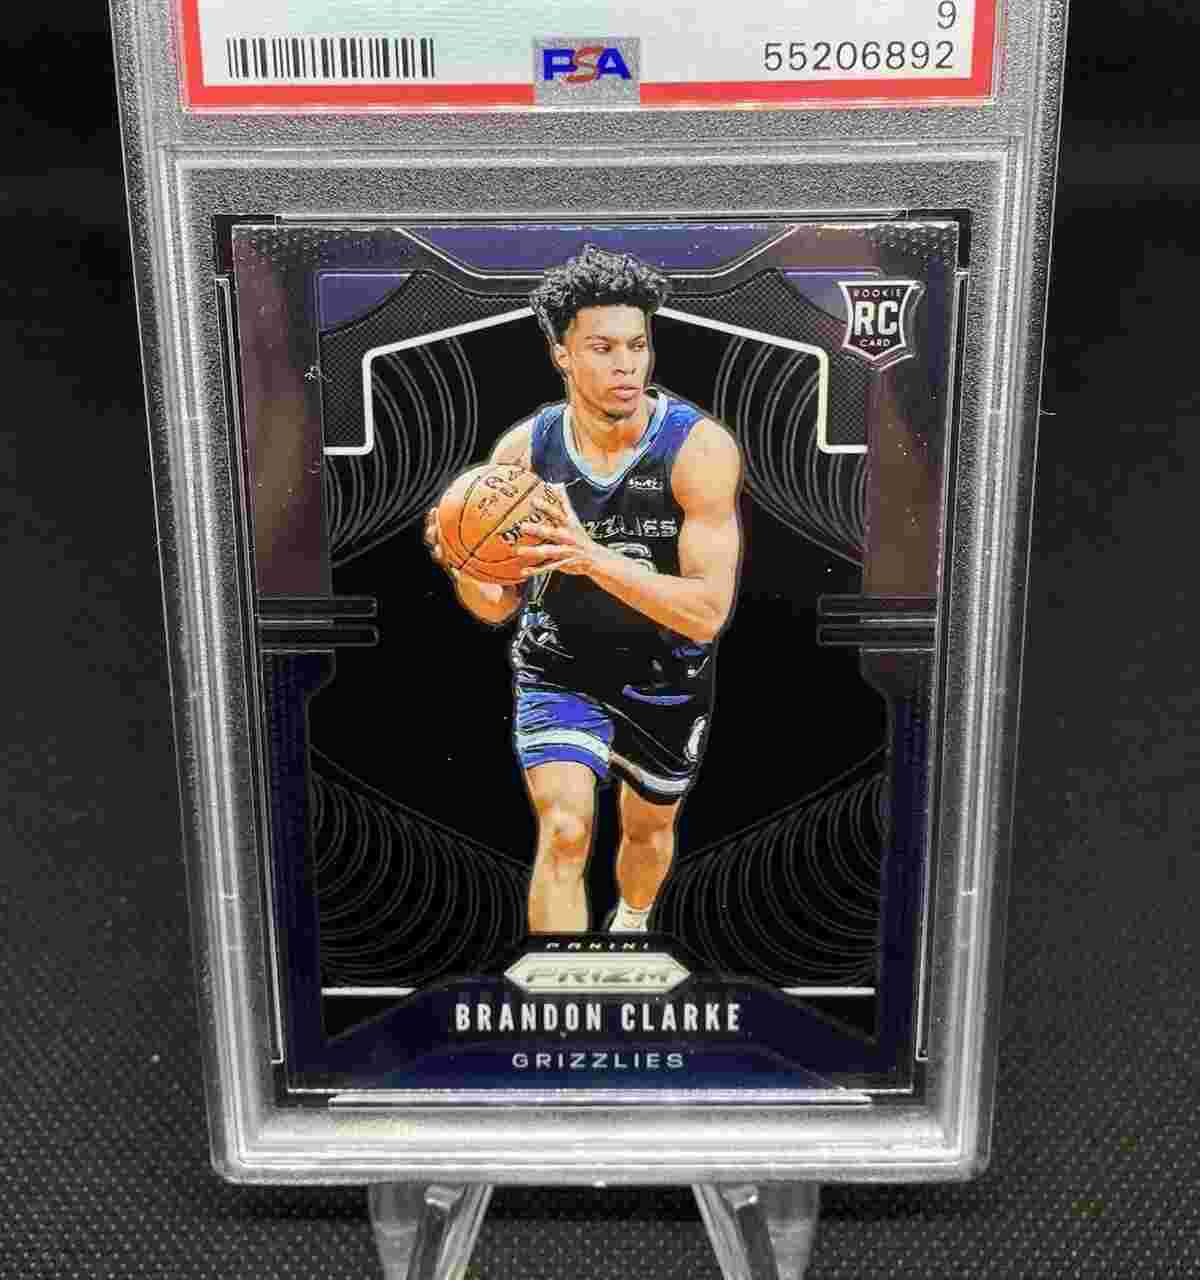 9
PSA
55206892
ROOKIE
RC
CARD
PANINI
PRIZM
BRANDON CLARKE
GRIZZLIES